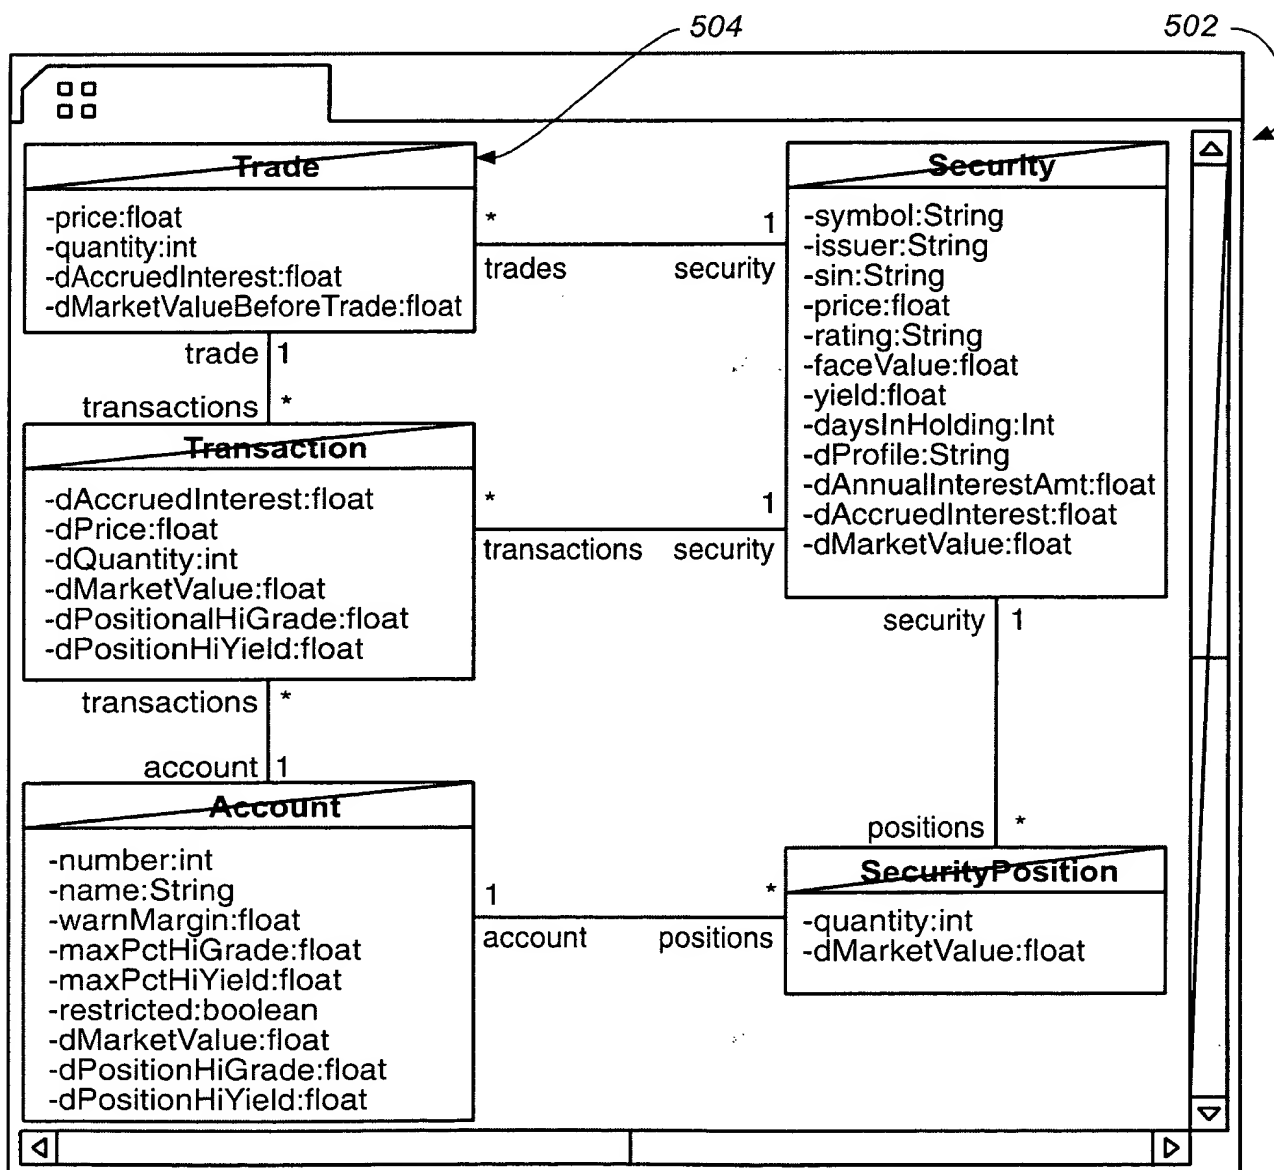 504
502
Trade
-price:float
-quantity:int
-dAccruedInterest:float
-dMarketValueBeforeTrade:float
* 1
trades security
trade 1
transactions *
Security
-symbol:String
-issuer:String
-sin:String
-price:float
-rating:String
-faceValue:float
-yield:float
-daysInHolding:Int
-dProfile:String
-dAnnualInterestAmt:float
-dAccruedInterest:float
-dMarketValue:float
Transaction
-dAccruedInterest:float
-dPrice:float
-dQuantity:int
-dMarketValue:float
-dPositionalHiGrade:float
-dPositionHiYield:float
* 1
transactions security
security 1
positions *
transactions *
account 1
Account
-number:int
-name:String
-warnMargin:float
-maxPctHiGrade:float
-maxPctHiYield:float
-restricted:boolean
-dMarketValue:float
-dPositionHiGrade:float
-dPositionHiYield:float
1 *
account positions
SecurityPosition
-quantity:int
-dMarketValue:float